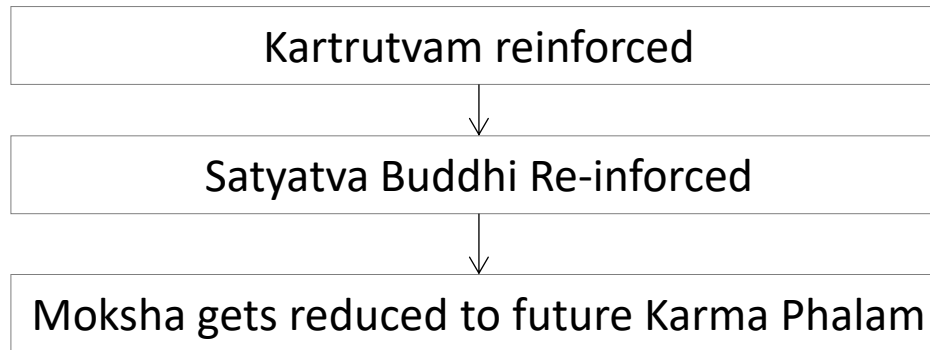 Kartrutvam reinforced
Satyatva Buddhi Re-inforced
Moksha gets reduced to future Karma Phalam